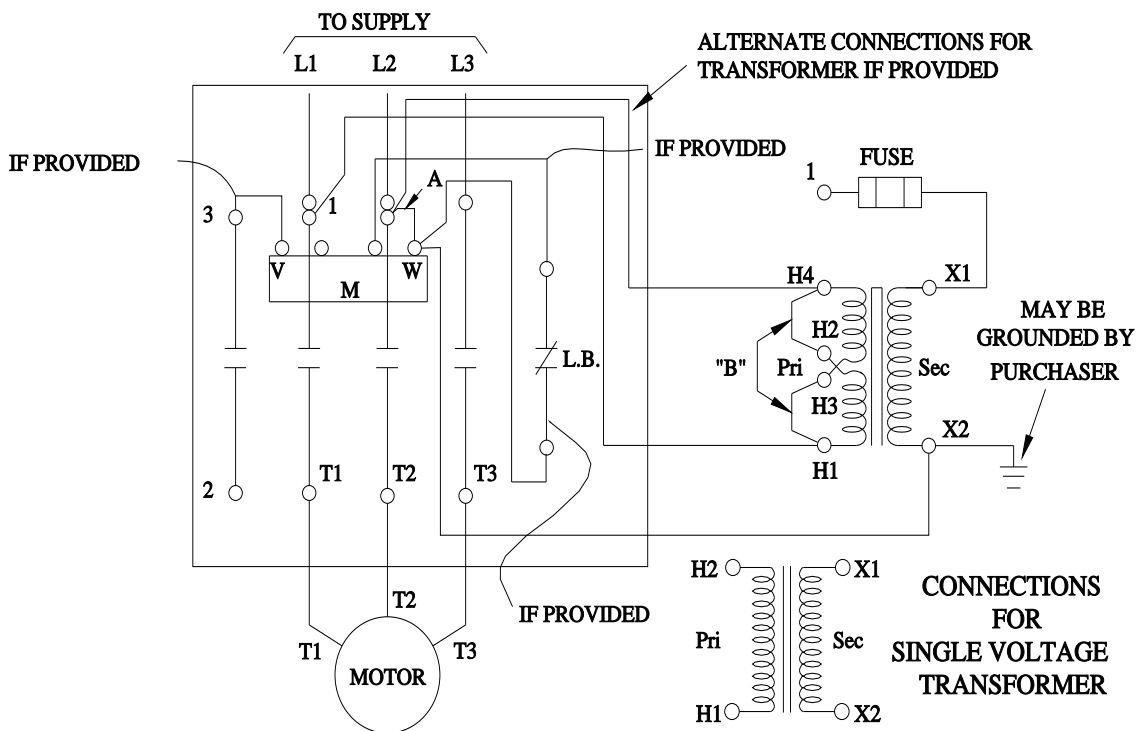 TO SUPPLY
L1 L2 L3
ALTERNATE CONNECTIONS FOR
TRANSFORMER IF PROVIDED
IF PROVIDED
IF PROVIDED
A
3
1
V
W
M
L.B.
2
T1
T2
T3
IF PROVIDED
T2
T1
T3
MOTOR
1
FUSE
H4
X1
H2
"B"
Pri
Sec
H3
H1
X2
MAY BE
GROUNDED BY
PURCHASER
H2
X1
Pri
Sec
H1
X2
CONNECTIONS
FOR
SINGLE VOLTAGE
TRANSFORMER